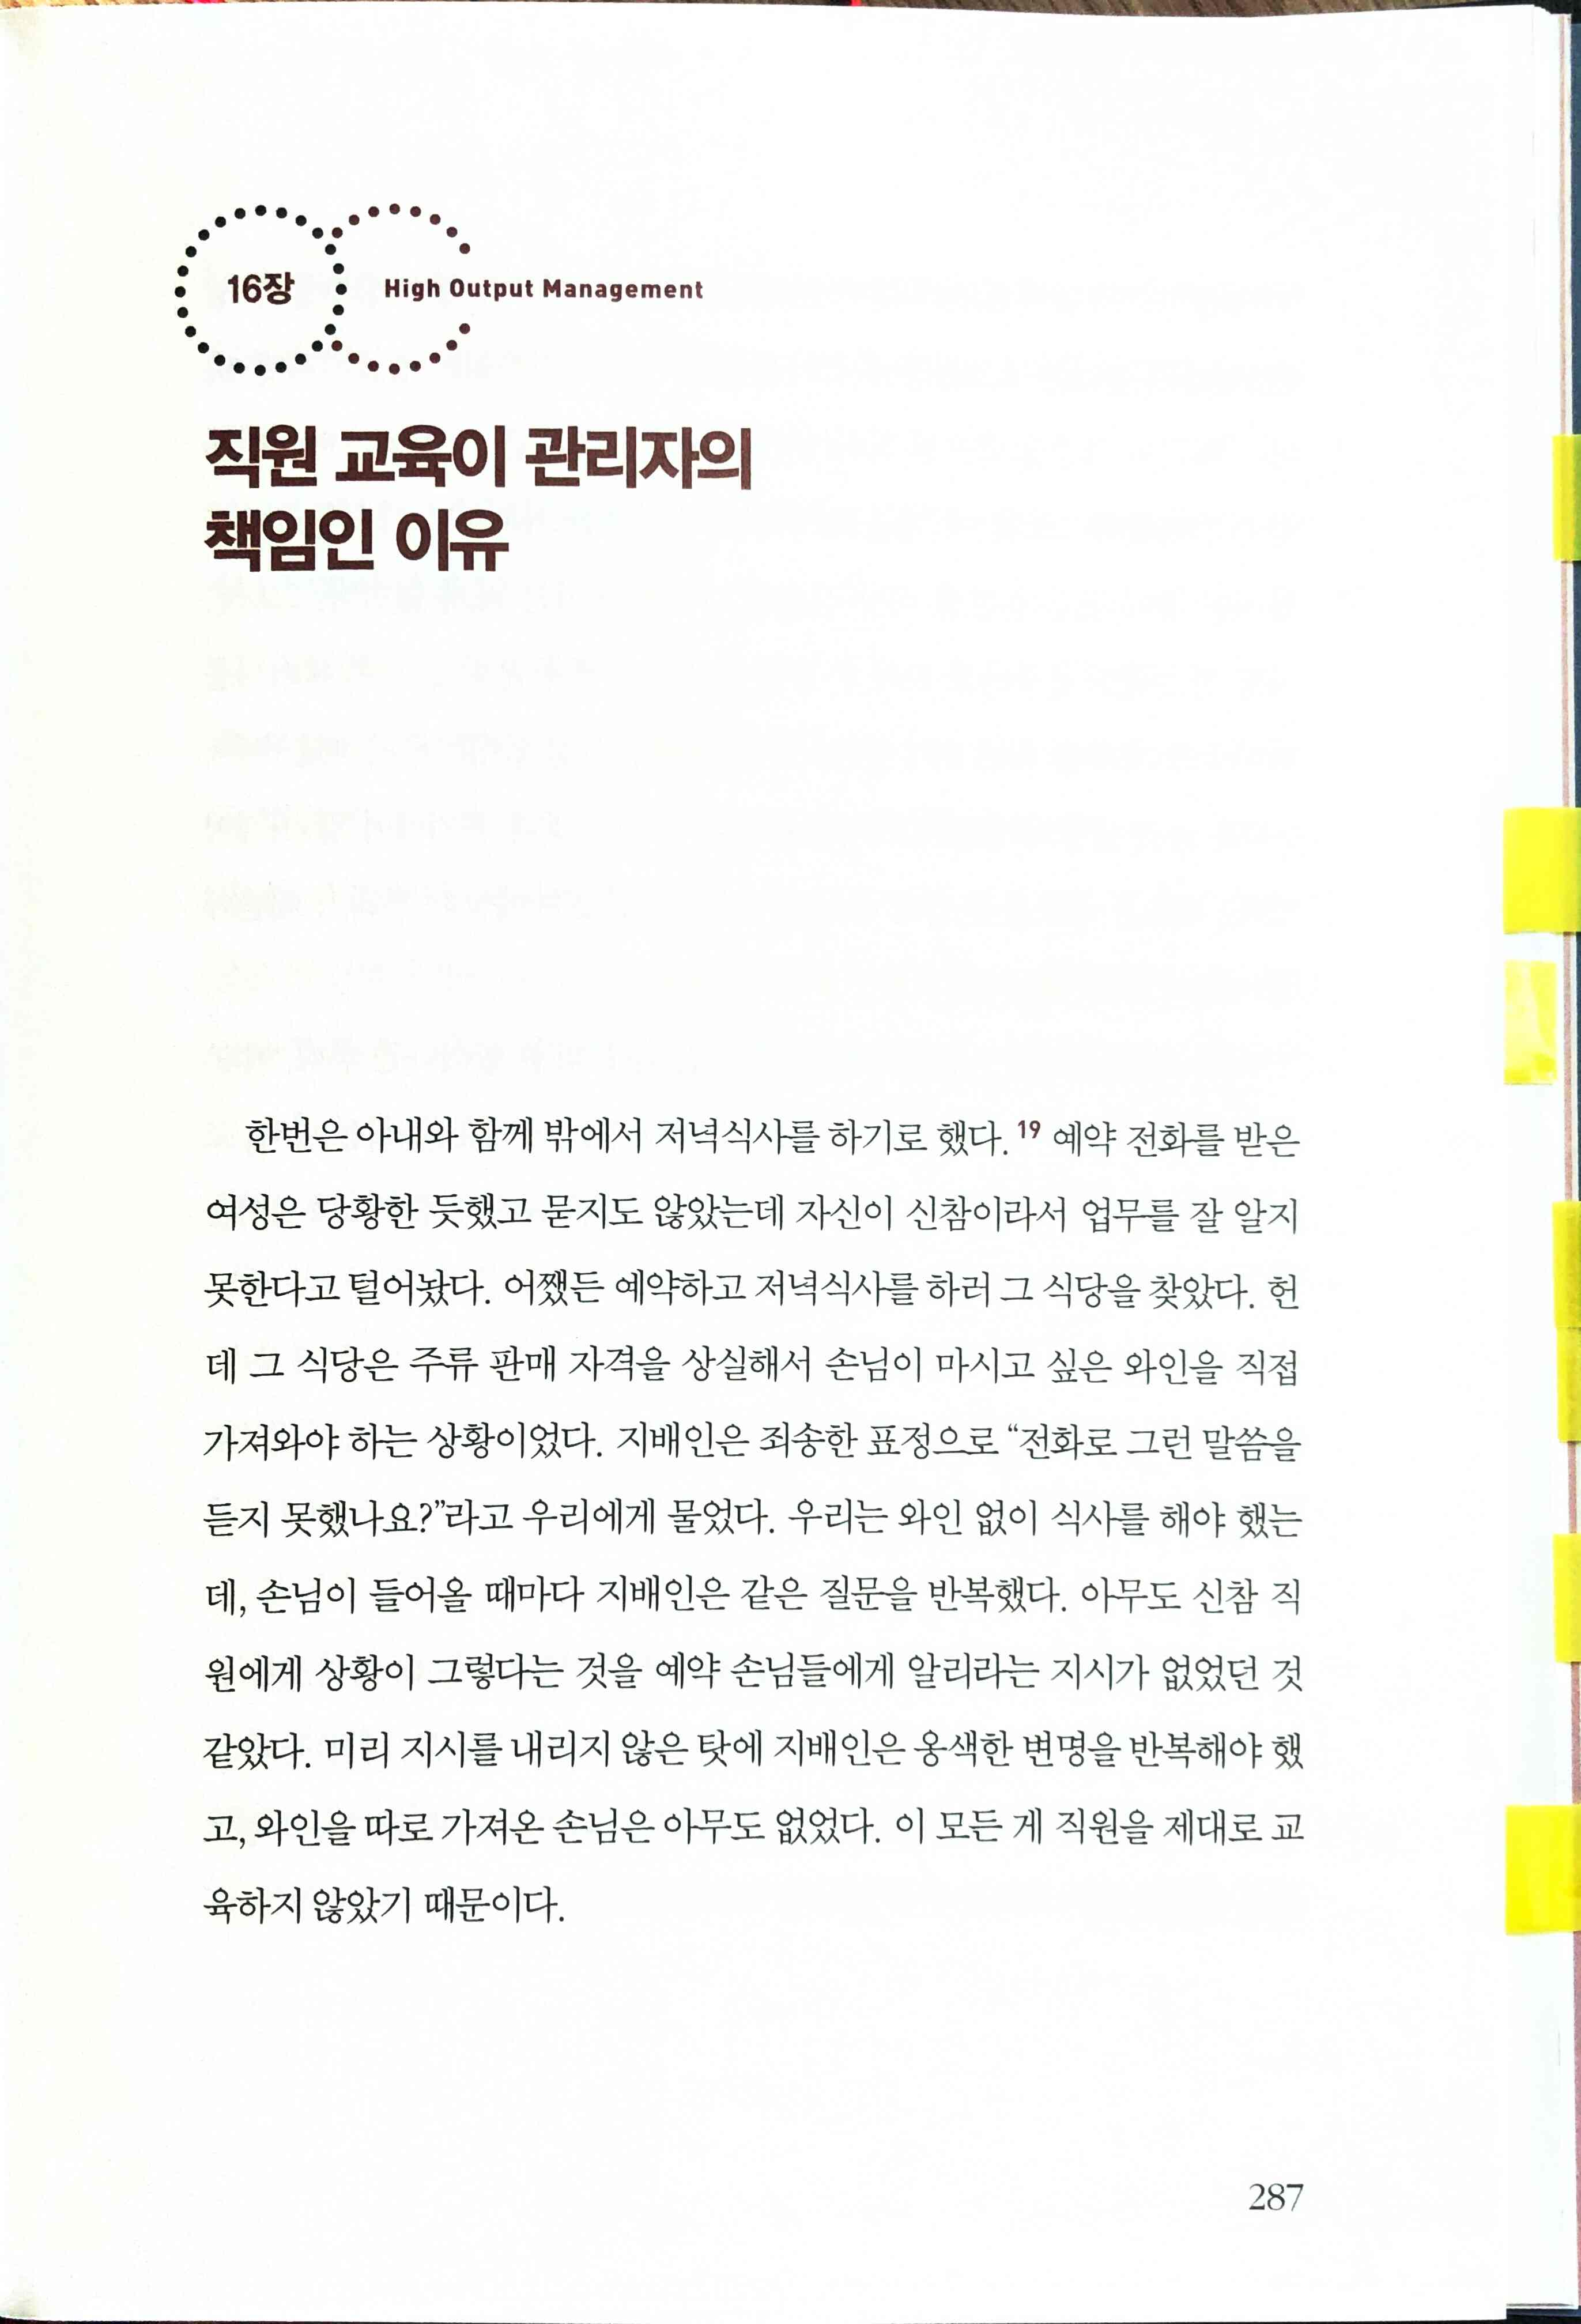 16장
High Output Management
직원 교육이 관리자의
책임인 이유
한번은 아내와 함께 밖에서 저녁식사를 하기로 했다.19 예약 전화를 받은
여성은 당황한 듯했고 묻지도 않았는데 자신이 신참이라서 업무를 잘 알지
못한다고 털어놨다. 어쨌든 예약하고 저녁식사를 하러 그 식당을 찾았다. 헌
데 그 식당은 주류 판매 자격을 상실해서 손님이 마시고 싶은 와인을 직접
가져와야 하는 상황이었다. 지배인은 죄송한 표정으로 “전화로 그런 말씀을
듣지 못했나요?”라고 우리에게 물었다. 우리는 와인 없이 식사를 해야 했는
데, 손님이 들어올 때마다 지배인은 같은 질문을 반복했다. 아무도 신참 직
원에게 상황이 그렇다는 것을 예약 손님들에게 알리라는 지시가 없었던 것
같았다. 미리 지시를 내리지 않은 탓에 지배인은 옹색한 변명을 반복해야 했
고, 와인을 따로 가져온 손님은 아무도 없었다. 이 모든 게 직원을 제대로 교
육하지 않았기 때문이다.
287